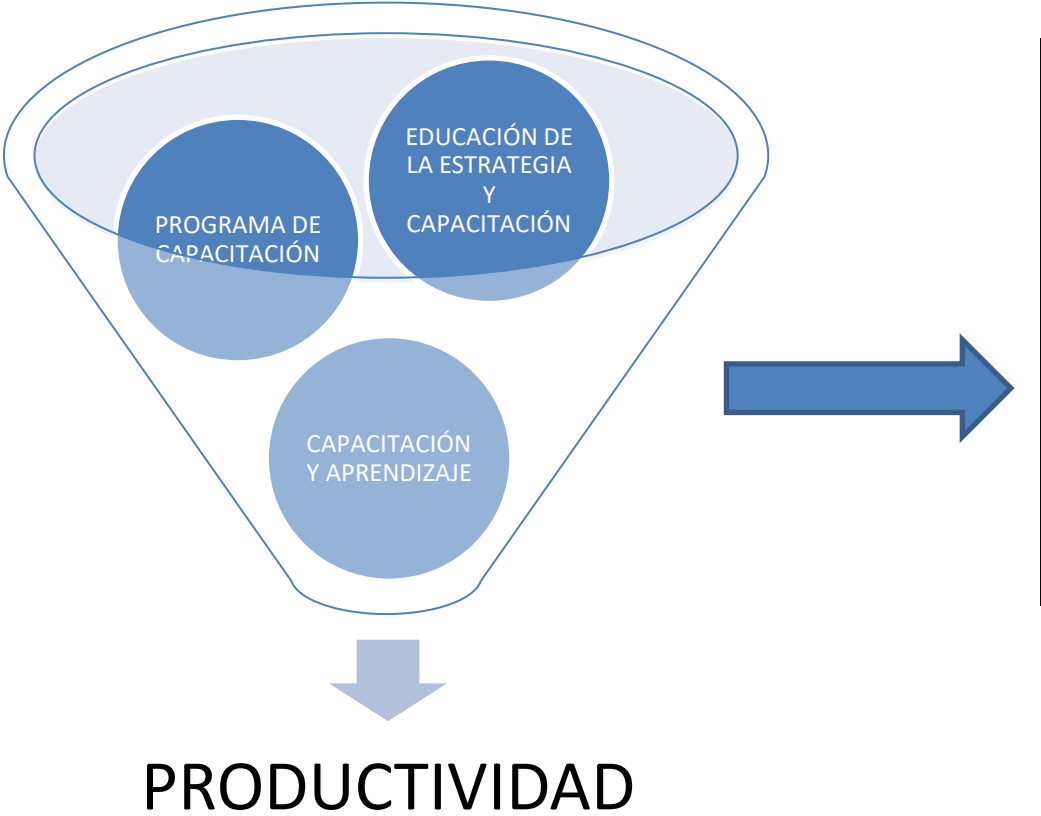 EDUCACIÓN DE
LA ESTRATEGIA
Y
CAPACITACIÓN
PROGRAMA DE
CAPACITACIÓN
CAPACITACIÓN
Y APRENDIZAJE
PRODUCTIVIDAD